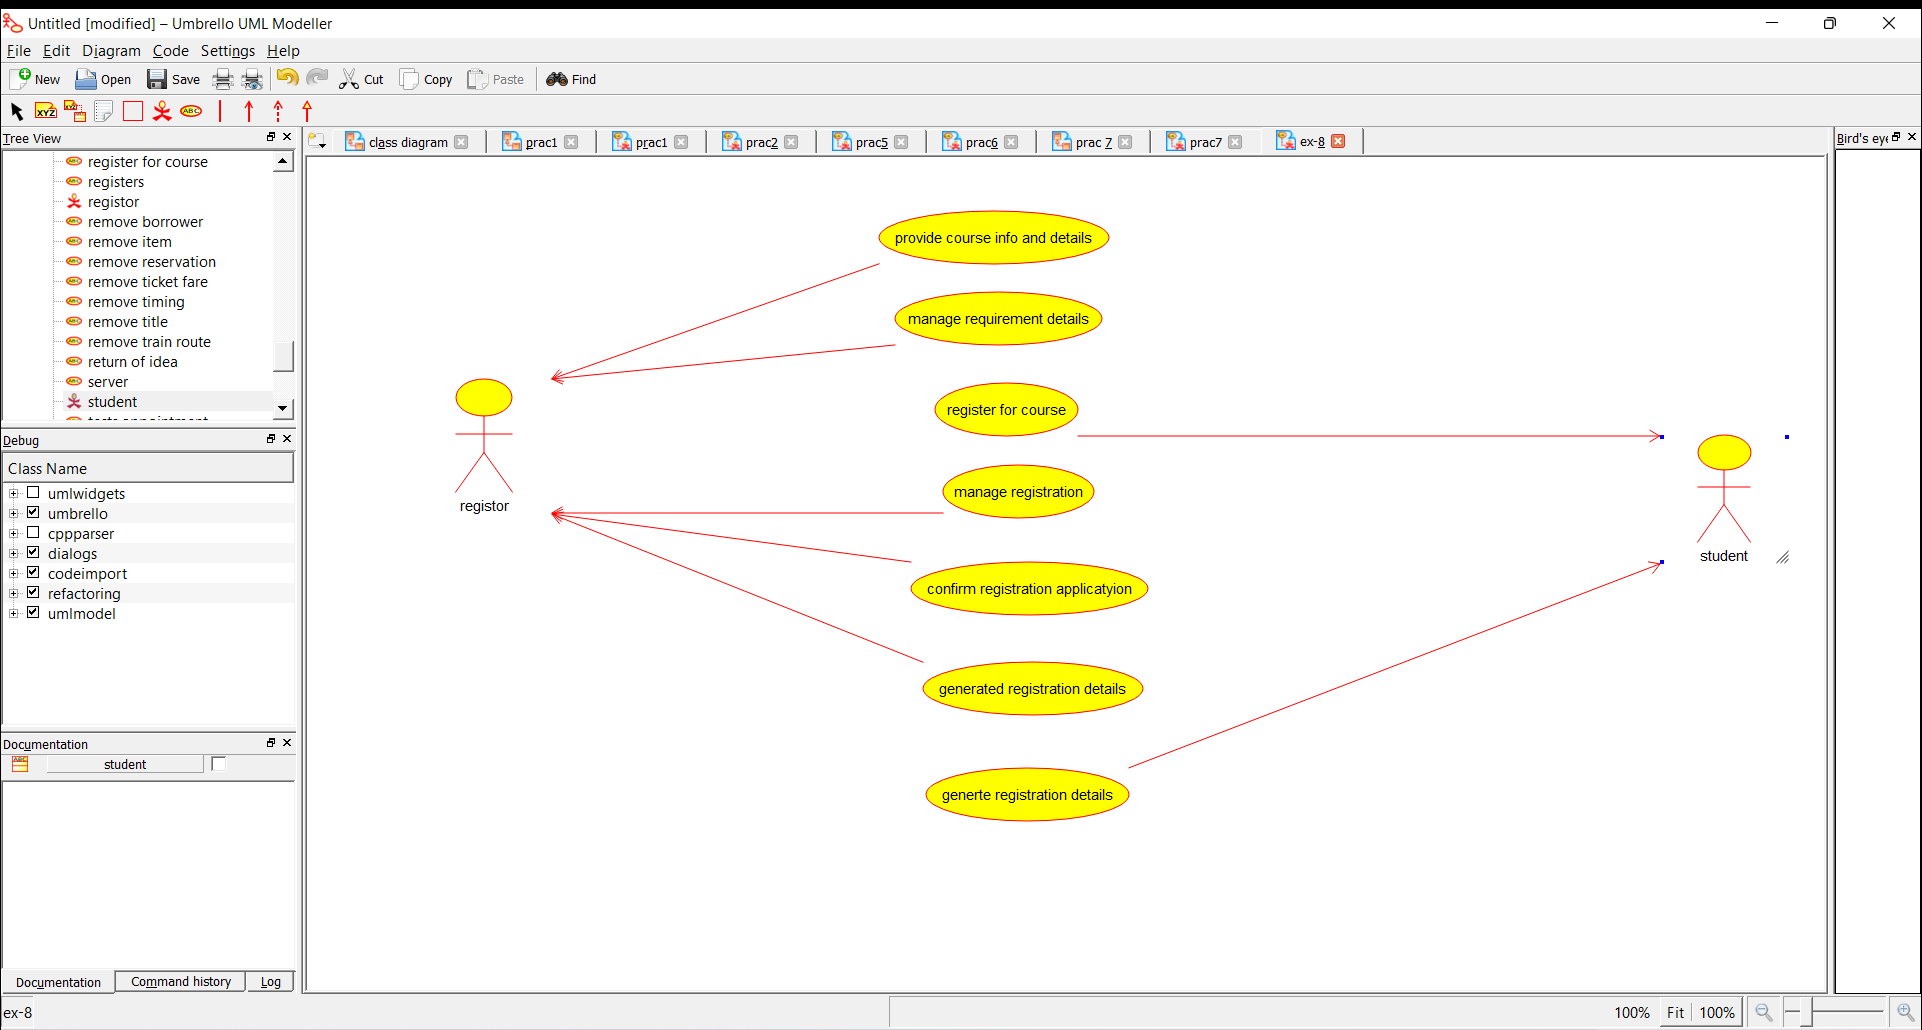 Untitled [modified] – Umbrello UML Modeller
File Edit Diagram Code Settings Help
New Open Save Cut Copy Paste Find
XYZ XYZ ABC
Tree View
register for course
registers
registor
remove borrower
remove item
remove reservation
remove ticket fare
remove timing
remove title
remove train route
return of idea
server
student
Debug
Class Name
umlwidgets
umbrello
cppparser
dialogs
codeimport
refactoring
umlmodel
Documentation
student
Documentation Command history Log
class diagram prac1 prac1 prac2 prac5 prac6 prac 7 prac7 ex-8
provide course info and details
manage requirement details
register for course
manage registration
registor
confirm registration applicatyion
student
generated registration details
generte registration details
Bird's eye
ex-8
100% Fit 100%